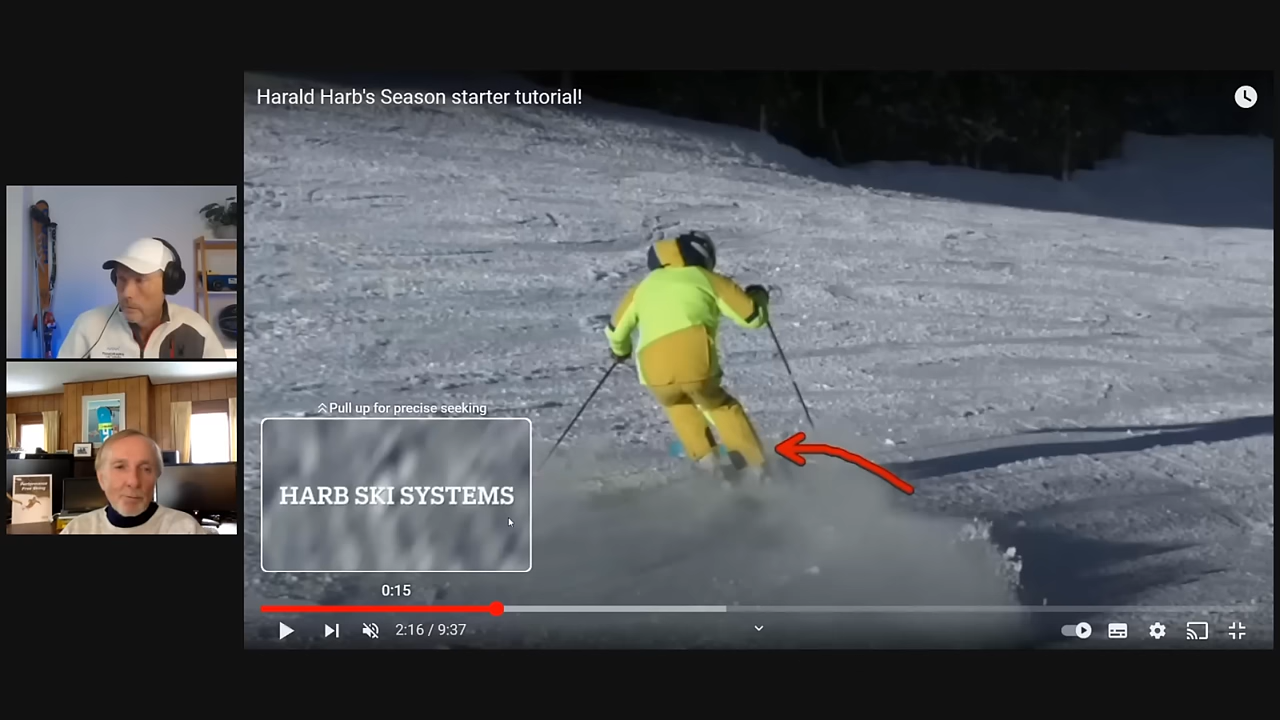 Harald Harb's Season starter tutorial!
Pull up for precise seeking
HARB SKI SYSTEMS
0:15
2:16 / 9:37